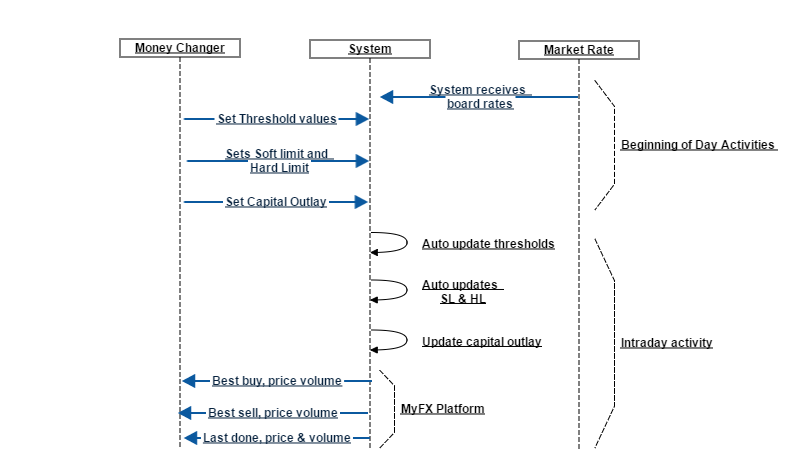 Money Changer
System
Market Rate
System receives
board rates
Set Threshold values
Beginning of Day Activities
Sets Soft limit and
Hard Limit
Set Capital Outlay
Auto update thresholds
Auto updates
SL & HL
Update capital outlay
Intraday activity
Best buy, price volume
MyFX Platform
Best sell, price volume
Last done, price & volume